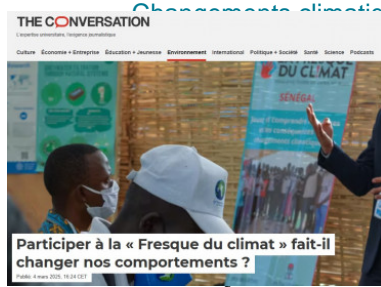 Changements climatiq
THE CONVERSATION
L'expertise universitaire, l'exigence journalistique
Culture Économie + Entreprise Éducation + Jeunesse Environnement International Politique + Société Santé Science Podcasts
DU CLIMAT
SÉNÉGAL
Participer à la « Fresque du climat » fait-il
changer nos comportements ?
Publié: 4 mars 2025, 16:24 CET